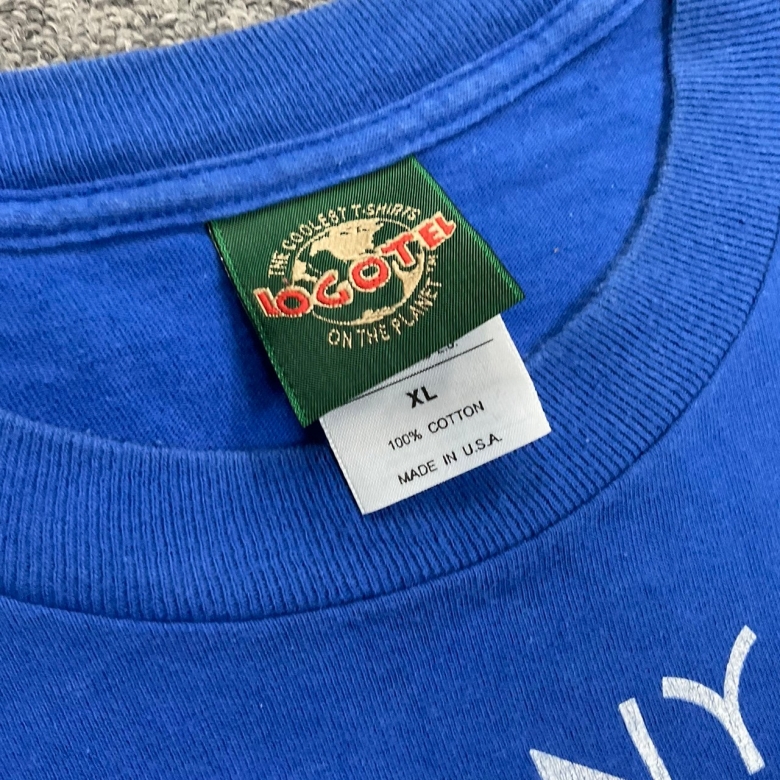 THE COOLEST T-SHIRTS
LOGOTEL
ON THE PLANET
XL
100% COTTON
MADE IN U.S.A.
NY